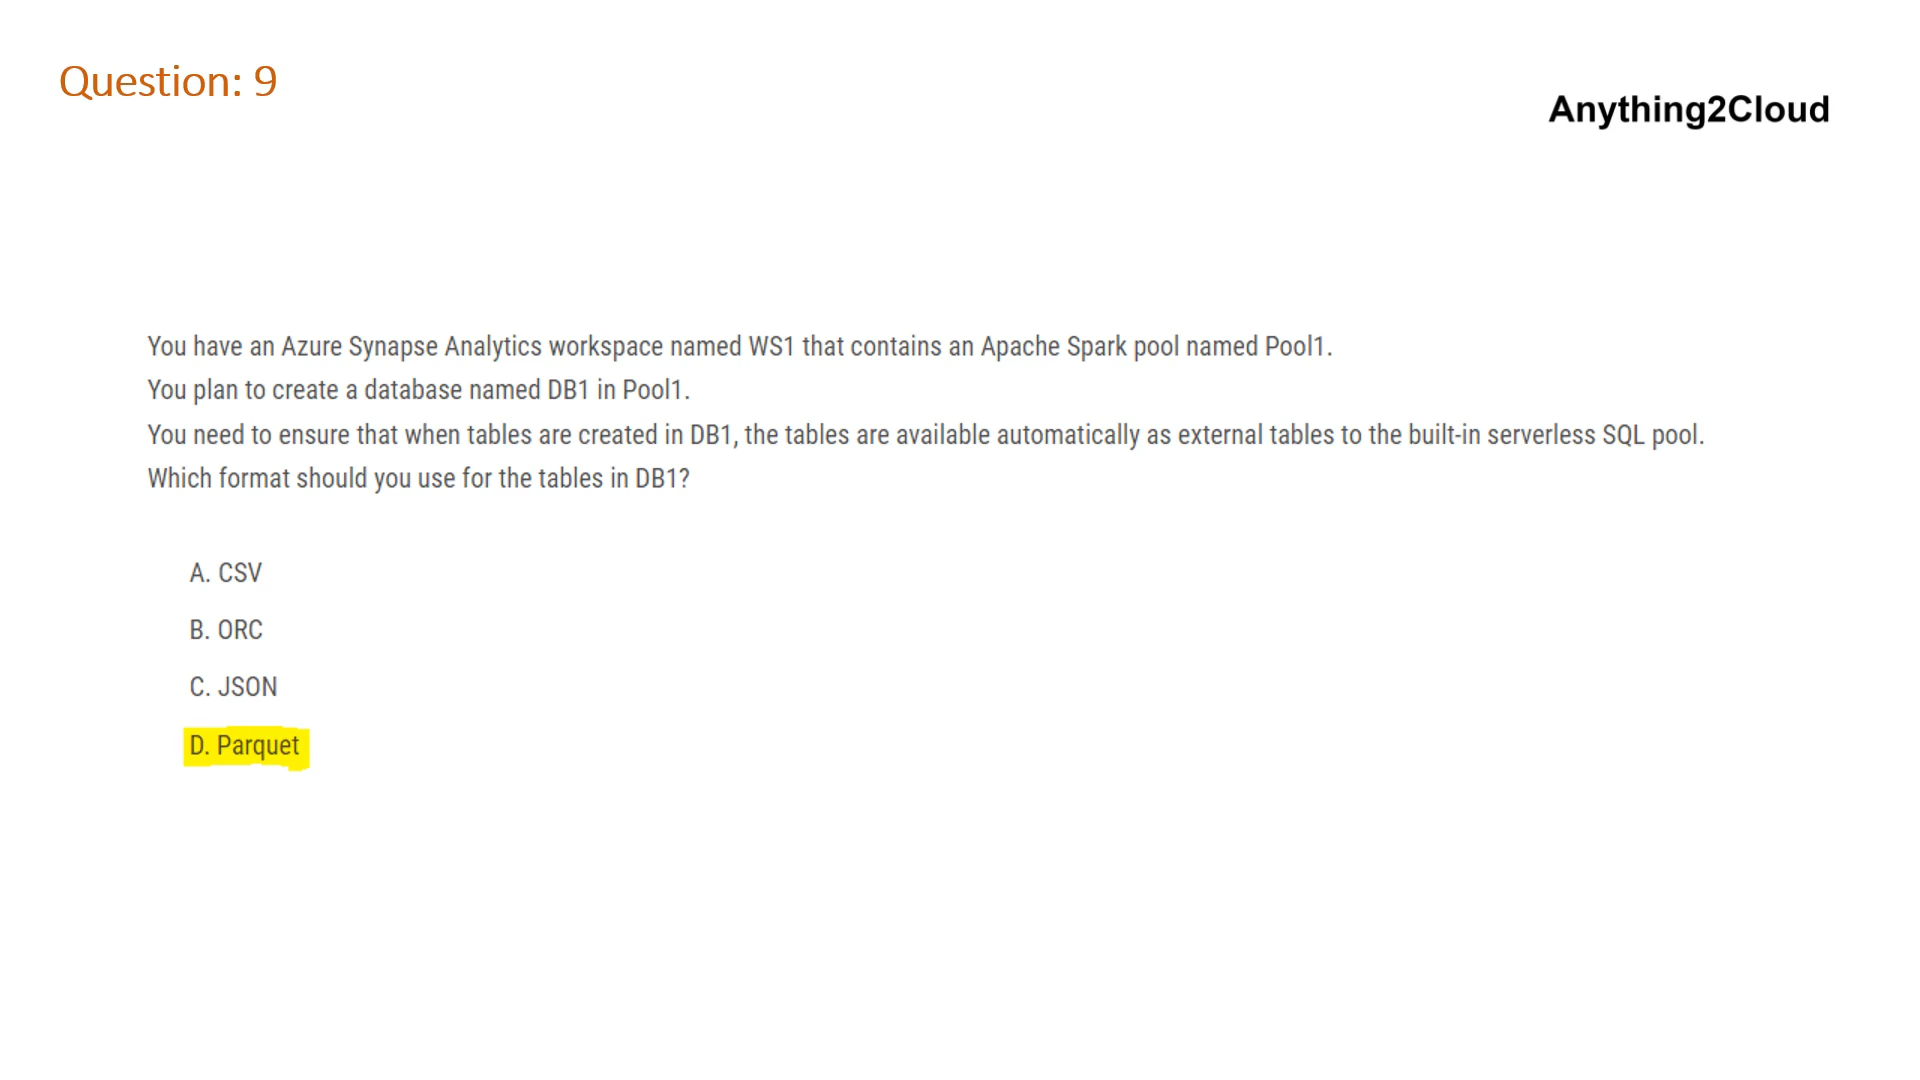 Question: 9
Anything2Cloud
You have an Azure Synapse Analytics workspace named WS1 that contains an Apache Spark pool named Pool1.
You plan to create a database named DB1 in Pool1.
You need to ensure that when tables are created in DB1, the tables are available automatically as external tables to the built-in serverless SQL pool.
Which format should you use for the tables in DB1?
A. CSV
B. ORC
C. JSON
D. Parquet